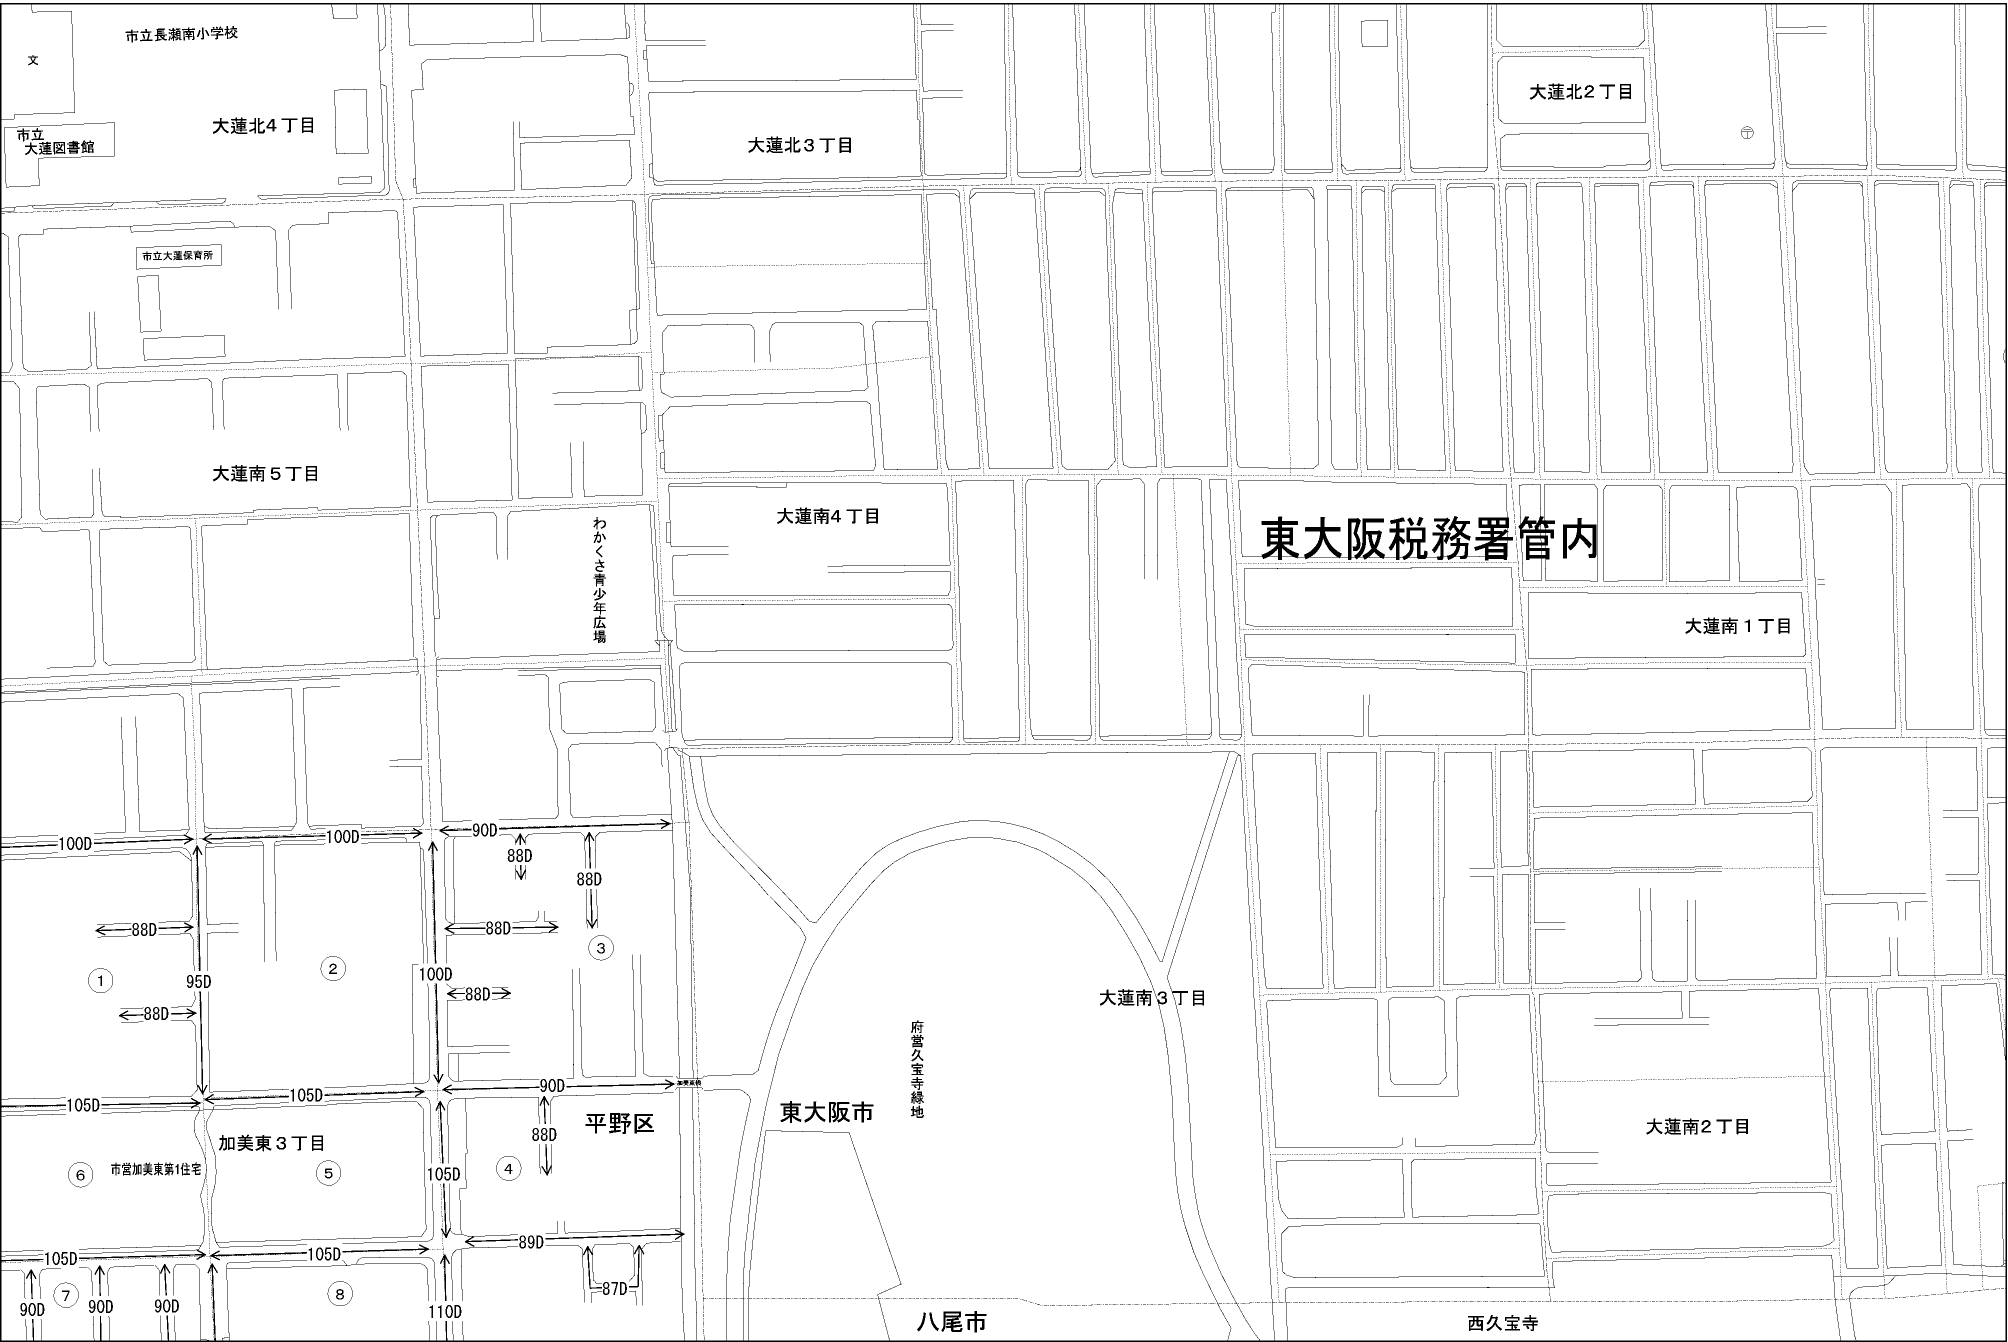 市立長瀬南小学校
文
大蓮北2丁目
大蓮北4丁目
市立
大蓮図書館
大蓮北3丁目
市立大蓮保育所
大蓮南5丁目
大蓮南4丁目
わかくさ青少年広場
東大阪税務署管内
大蓮南1丁目
100D
100D
90D
88D
88D
88D
88D
3
2
1
95D
100D
88D
88D
大蓮南3丁目
府営久宝寺緑地
105D
105D
90D
加美東橋
平野区
東大阪市
88D
大蓮南2丁目
加美東3丁目
市営加美東第1住宅
6
5
105D
4
105D
105D
89D
87D
7
8
90D
90D
90D
110D
八尾市
西久宝寺